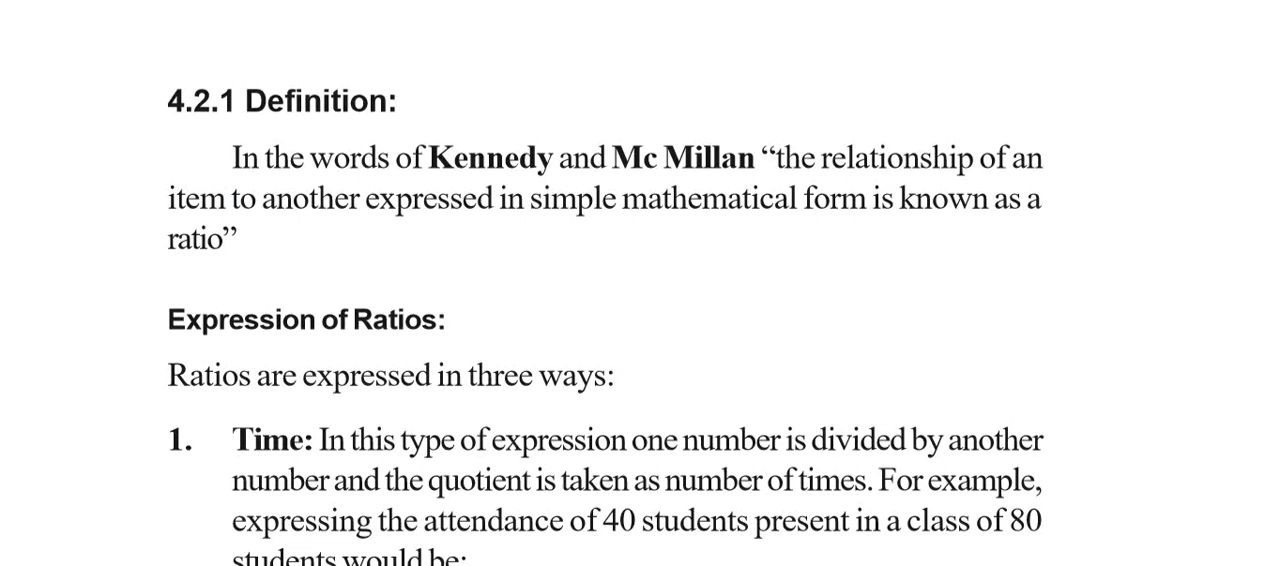 4.2.1 Definition:
In the words of Kennedy and Mc Millan “the relationship of an
item to another expressed in simple mathematical form is known as a
ratio”
Expression of Ratios:
Ratios are expressed in three ways:
1. Time: In this type of expression one number is divided by another
number and the quotient is taken as number of times. For example,
expressing the attendance of 40 students present in a class of 80
students would be: